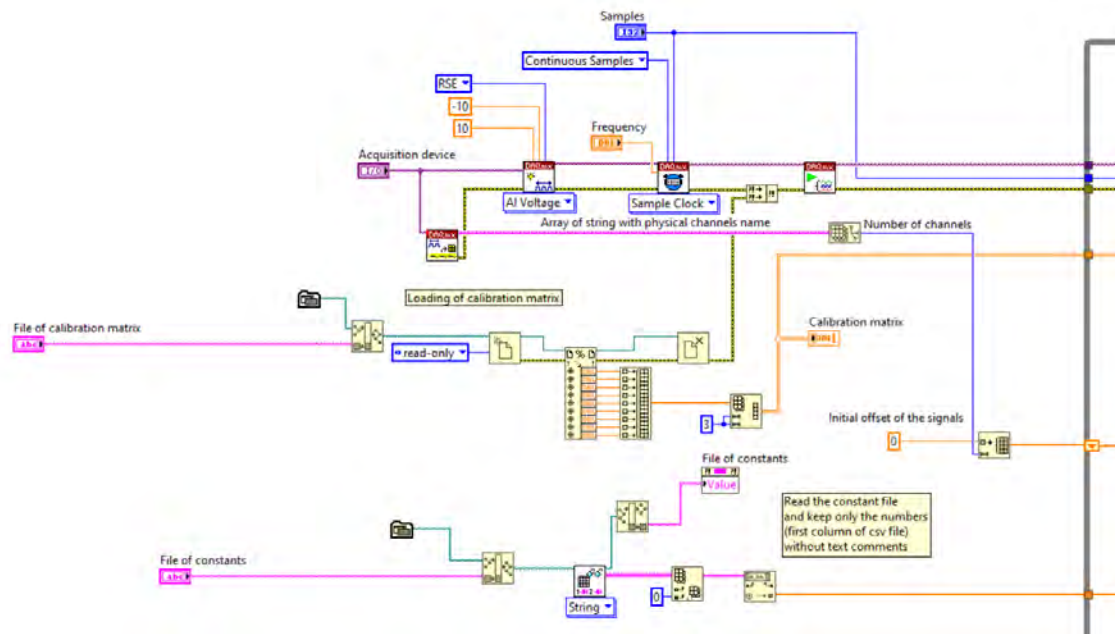 Samples
Continuous Samples
RSE
-10
10
Frequency
Acquisition device
AI Voltage
Sample Clock
Array of string with physical channels name
Number of channels
Loading of calibration matrix
File of calibration matrix
abc
read-only
Calibration matrix
3
Initial offset of the signals
0
File of constants
Value
Read the constant file
and keep only the numbers
(first column of csv file)
without text comments
File of constants
abc
String
0